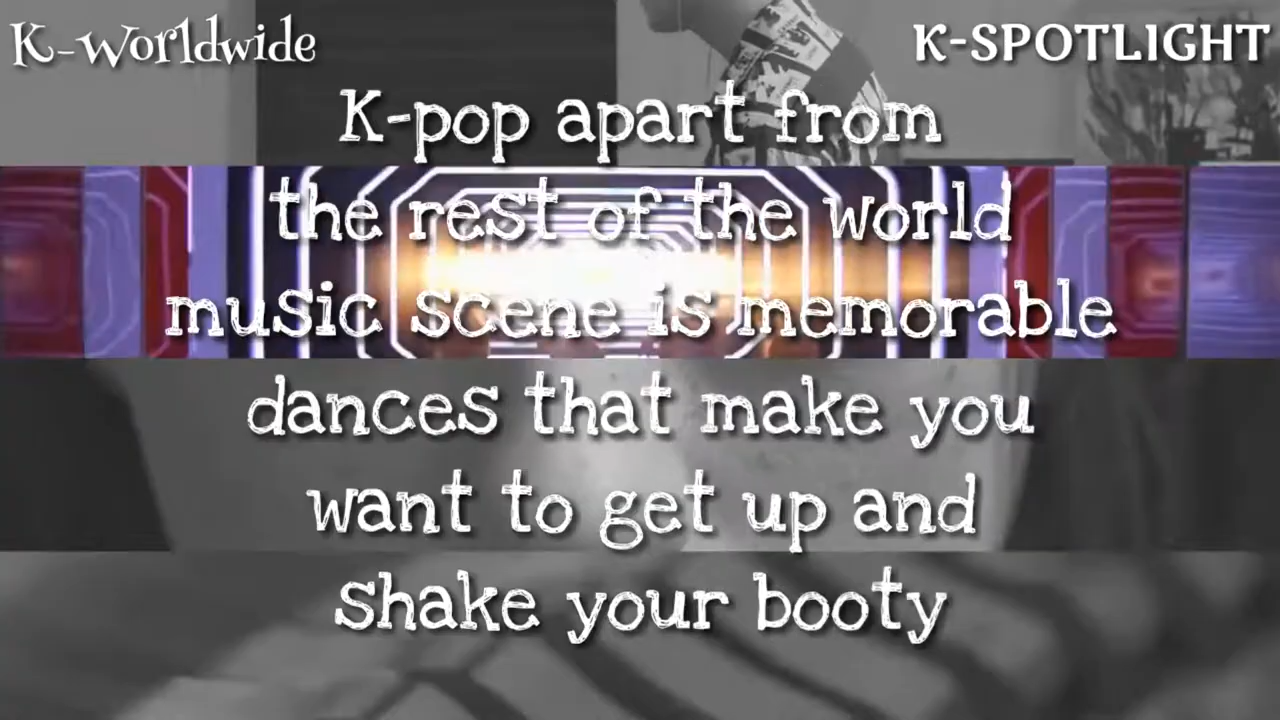 K-Worldwide
K-SPOTLIGHT
K-pop apart from
the rest of the world
music scene is memorable
dances that make you
want to get up and
shake your booty